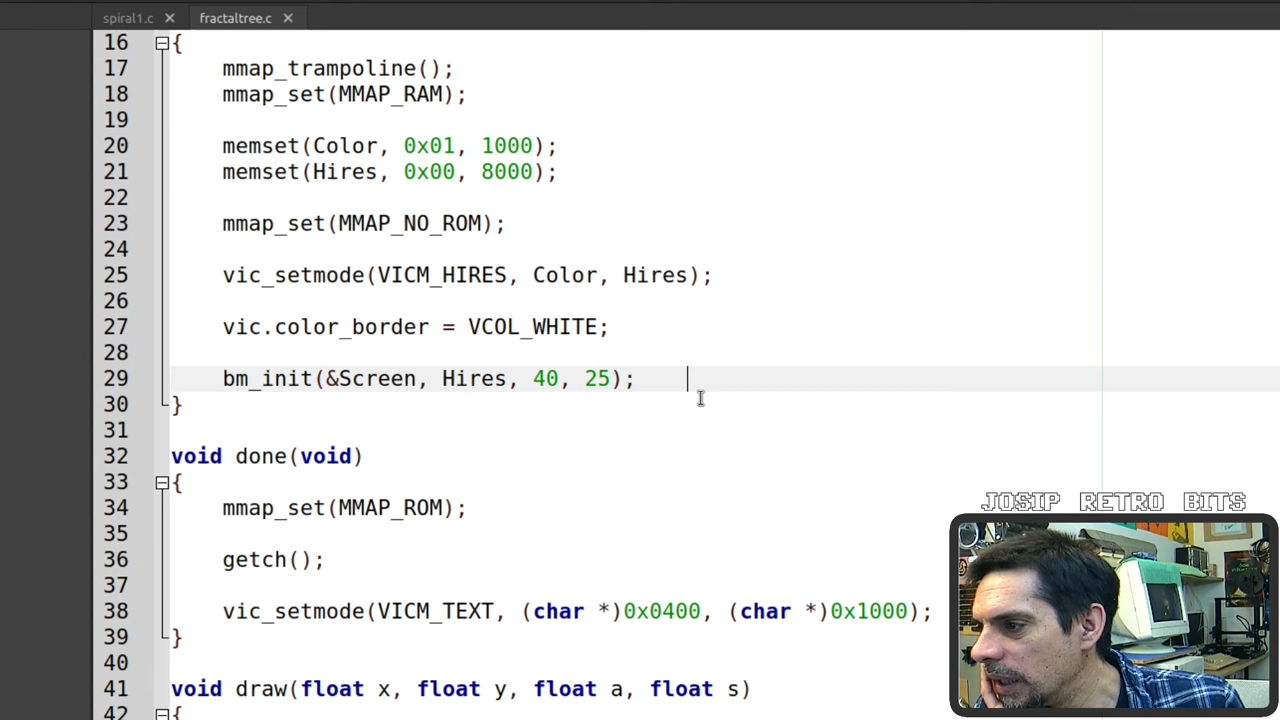 spiral1.c
fractaltree.c
16 {
17 mmap_trampoline();
18 mmap_set(MMAP_RAM);
19
20 memset(Color, 0x01, 1000);
21 memset(Hires, 0x00, 8000);
22
23 mmap_set(MMAP_NO_ROM);
24
25 vic_setmode(VICM_HIRES, Color, Hires);
26
27 vic.color_border = VCOL_WHITE;
28
29 bm_init(&Screen, Hires, 40, 25);
30 }
31
32 void done(void)
33 {
34 mmap_set(MMAP_ROM);
35
36 getch();
37
38 vic_setmode(VICM_TEXT, (char *)0x0400, (char *)0x1000);
39 }
40
41 void draw(float x, float y, float a, float s)
42 {
JOSIP RETRO BITS